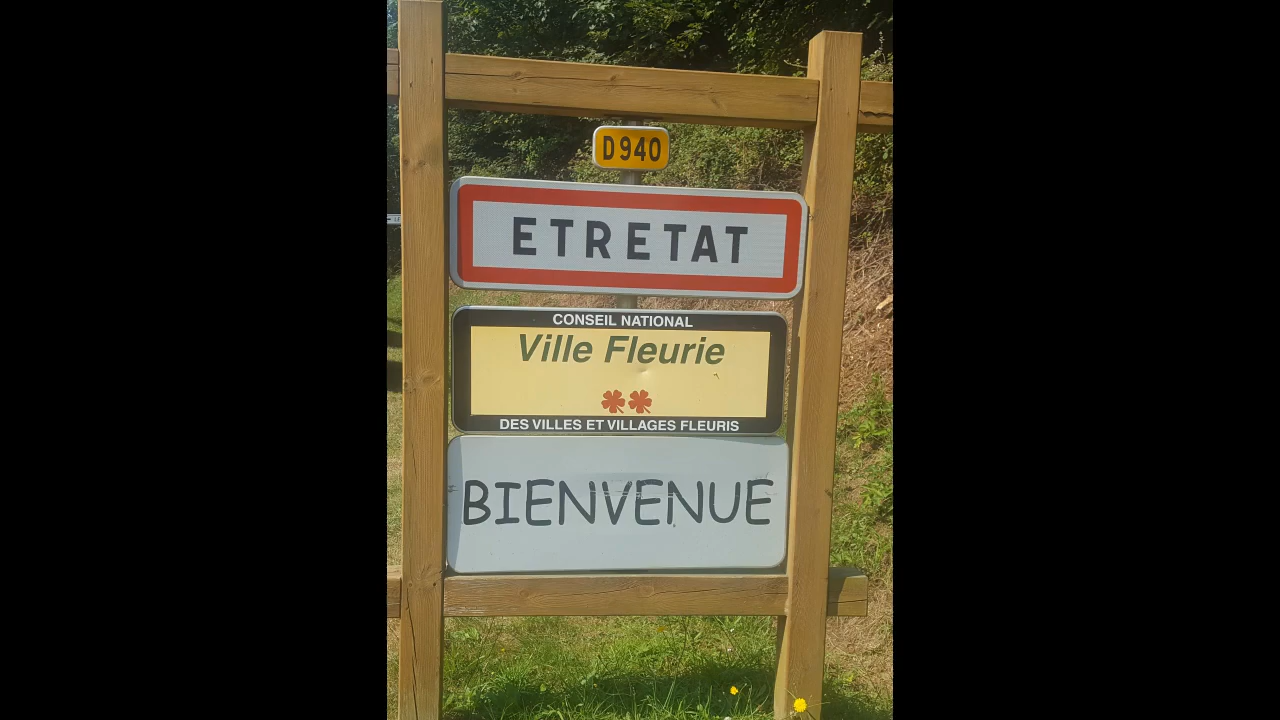 D940
ETRETAT
CONSEIL NATIONAL
Ville Fleurie
DES VILLES ET VILLAGES FLEURIS
BIENVENUE